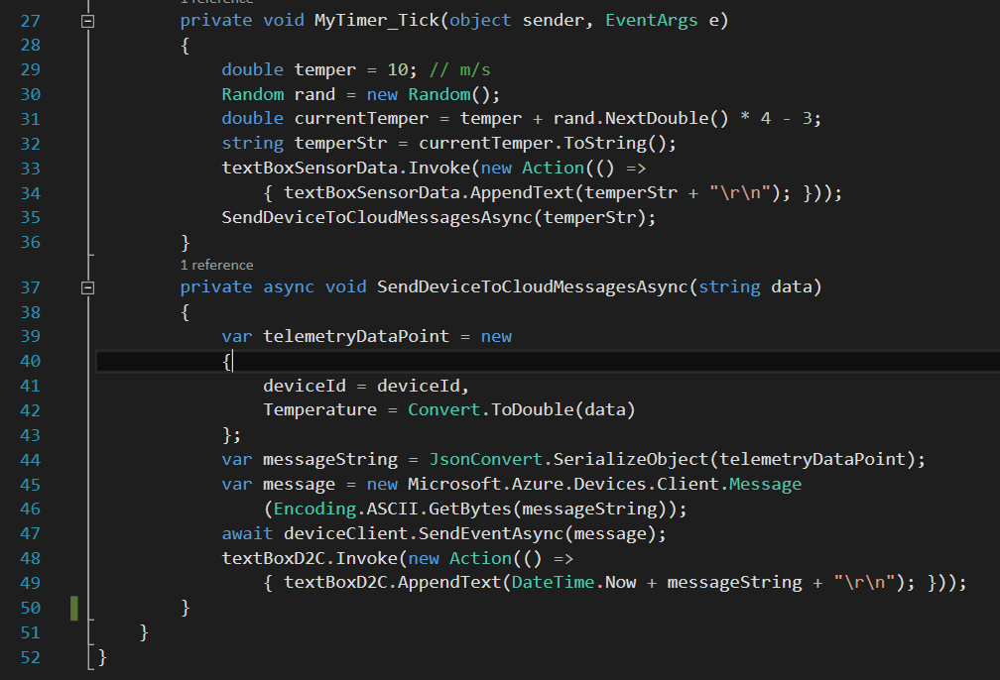 1 reference
27 private void MyTimer_Tick(object sender, EventArgs e)
28 {
29 double temper = 10; // m/s
30 Random rand = new Random();
31 double currentTemper = temper + rand.NextDouble() * 4 - 3;
32 string temperStr = currentTemper.ToString();
33 textBoxSensorData.Invoke(new Action(() =>
34 { textBoxSensorData.AppendText(temperStr + "\r\n"); }));
35 SendDeviceToCloudMessagesAsync(temperStr);
36 }
1 reference
37 private async void SendDeviceToCloudMessagesAsync(string data)
38 {
39 var telemetryDataPoint = new
40 {
41 deviceId = deviceId,
42 Temperature = Convert.ToDouble(data)
43 };
44 var messageString = JsonConvert.SerializeObject(telemetryDataPoint);
45 var message = new Microsoft.Azure.Devices.Client.Message
46 (Encoding.ASCII.GetBytes(messageString));
47 await deviceClient.SendEventAsync(message);
48 textBoxD2C.Invoke(new Action(() =>
49 { textBoxD2C.AppendText(DateTime.Now + messageString + "\r\n"); }));
50 }
51 }
52 }